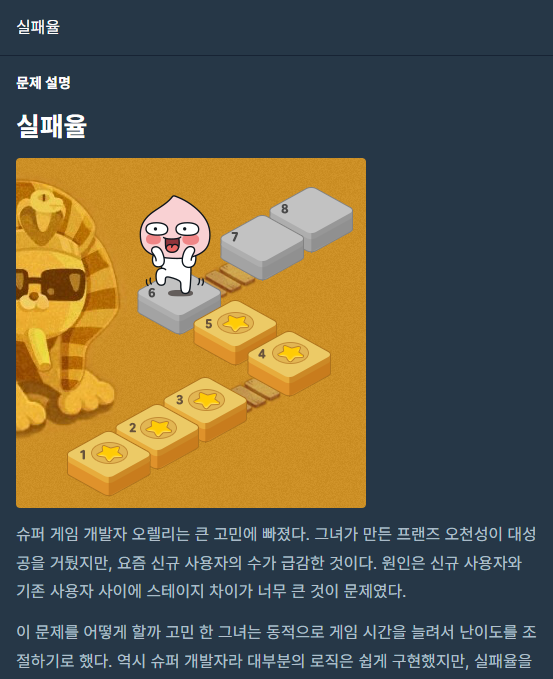 실패율
문제 설명
실패율
8
7
6
5
4
3
2
1
슈퍼 게임 개발자 오렐리는 큰 고민에 빠졌다. 그녀가 만든 프랜즈 오천성이 대성
공을 거뒀지만, 요즘 신규 사용자의 수가 급감한 것이다. 원인은 신규 사용자와
기존 사용자 사이에 스테이지 차이가 너무 큰 것이 문제였다.
이 문제를 어떻게 할까 고민 한 그녀는 동적으로 게임 시간을 늘려서 난이도를 조
절하기로 했다. 역시 슈퍼 개발자라 대부분의 로직은 쉽게 구현했지만, 실패율을